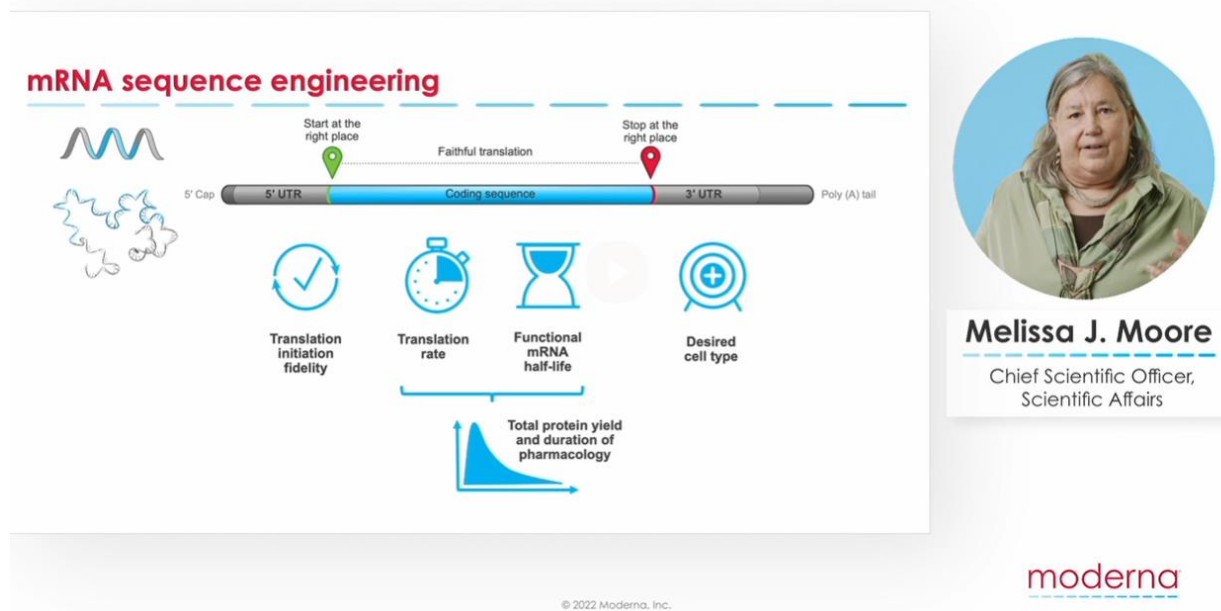 mRNA sequence engineering
Start at the
right place
Stop at the
right place
Faithful translation
5' Cap
5' UTR
Coding sequence
3' UTR
Poly (A) tail
Translation
initiation
fidelity
Translation
rate
Functional
mRNA
half-life
Desired
cell type
Total protein yield
and duration of
pharmacology
Melissa J. Moore
Chief Scientific Officer,
Scientific Affairs
moderna
© 2022 Moderna, Inc.